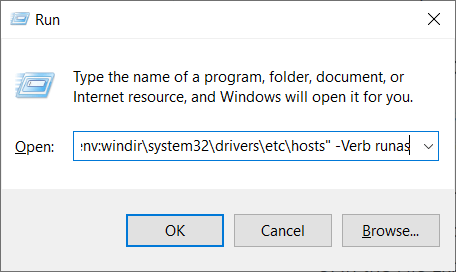 Run
Type the name of a program, folder, document, or
Internet resource, and Windows will open it for you.
Open:
env:windir\system32\drivers\etc\hosts" -Verb runas
OK
Cancel
Browse...